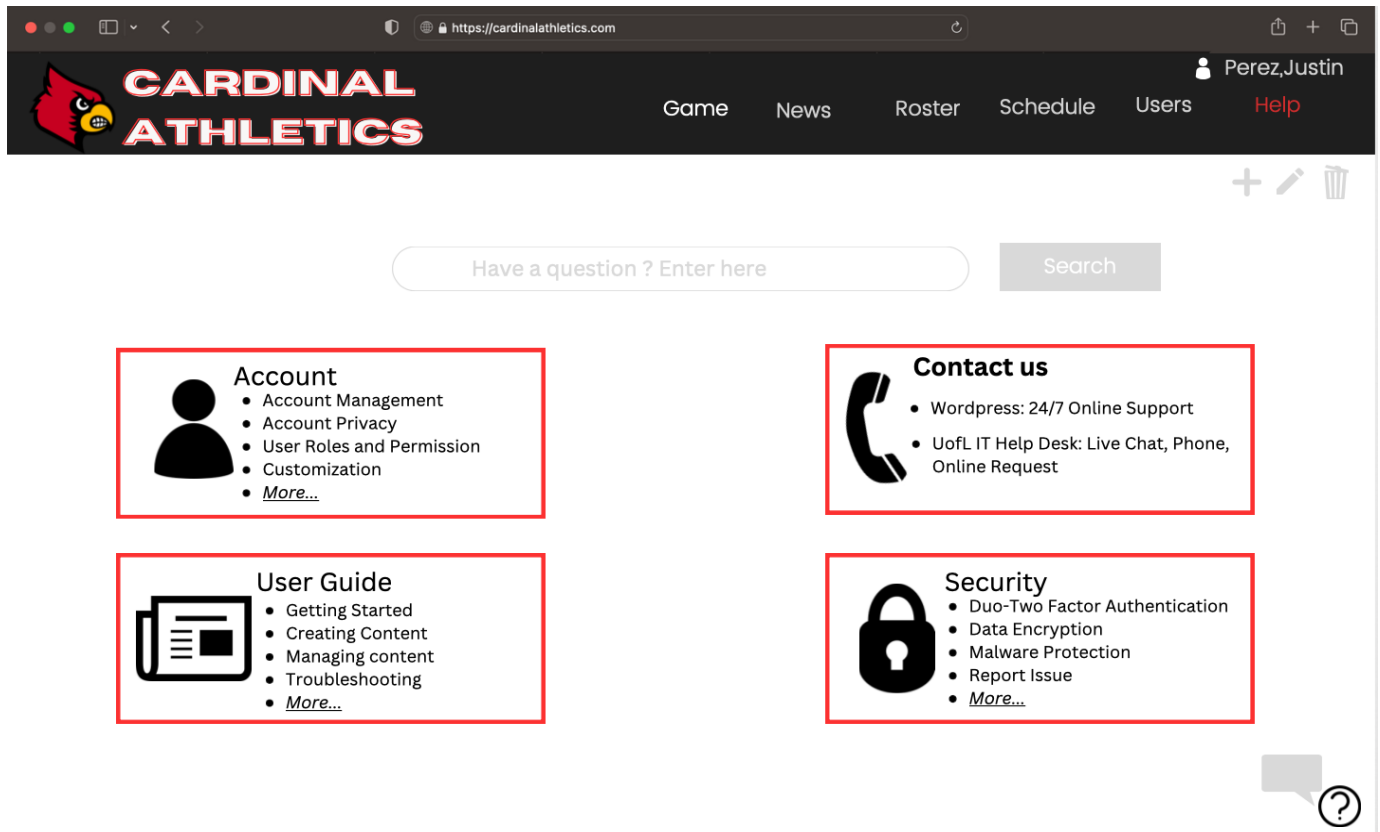 https://cardinalathletics.com
CARDINAL
ATHLETICS
Perez,Justin
Game
News
Roster
Schedule
Users
Help
Have a question ? Enter here
Search
Account
Account Management
Account Privacy
User Roles and Permission
Customization
More...
Contact us
Wordpress: 24/7 Online Support
UofL IT Help Desk: Live Chat, Phone,
Online Request
User Guide
Getting Started
Creating Content
Managing content
Troubleshooting
More...
Security
Duo-Two Factor Authentication
Data Encryption
Malware Protection
Report Issue
More...
?